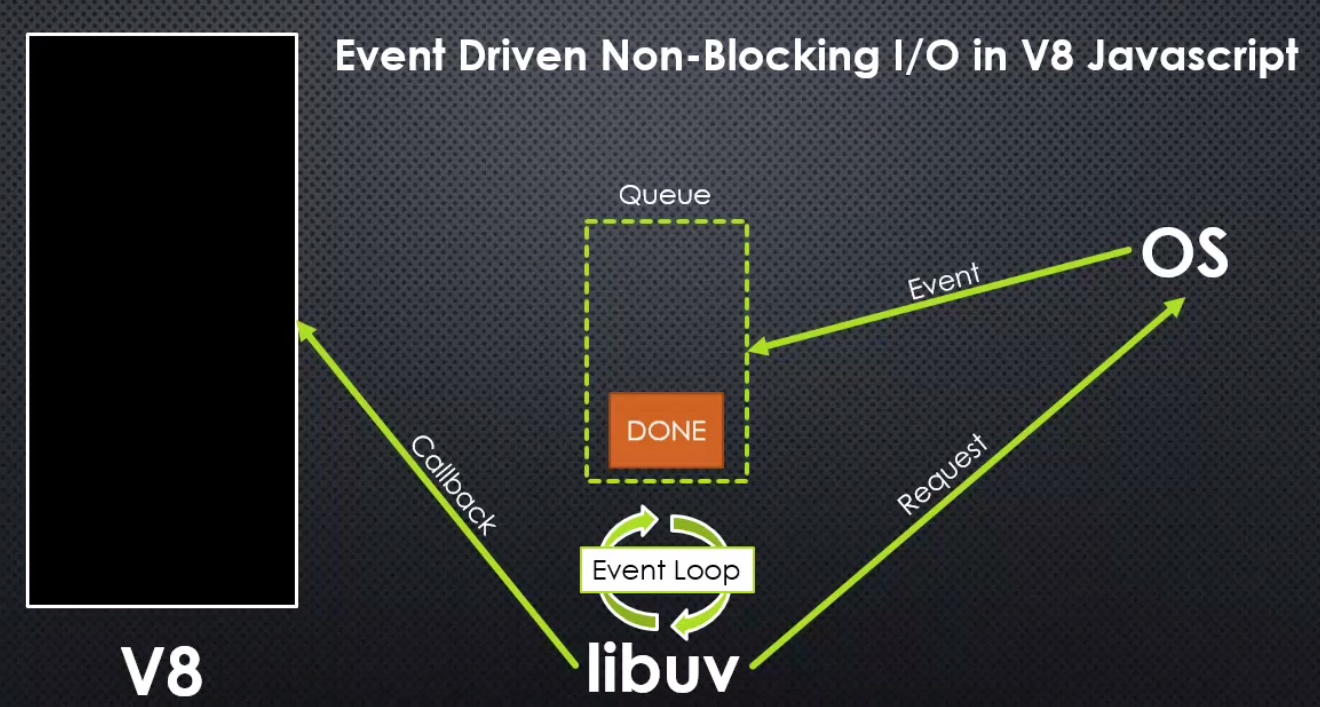 Event Driven Non-Blocking I/O in V8 Javascript
Queue
OS
Event
DONE
Callback
Request
Event Loop
libuv
V8